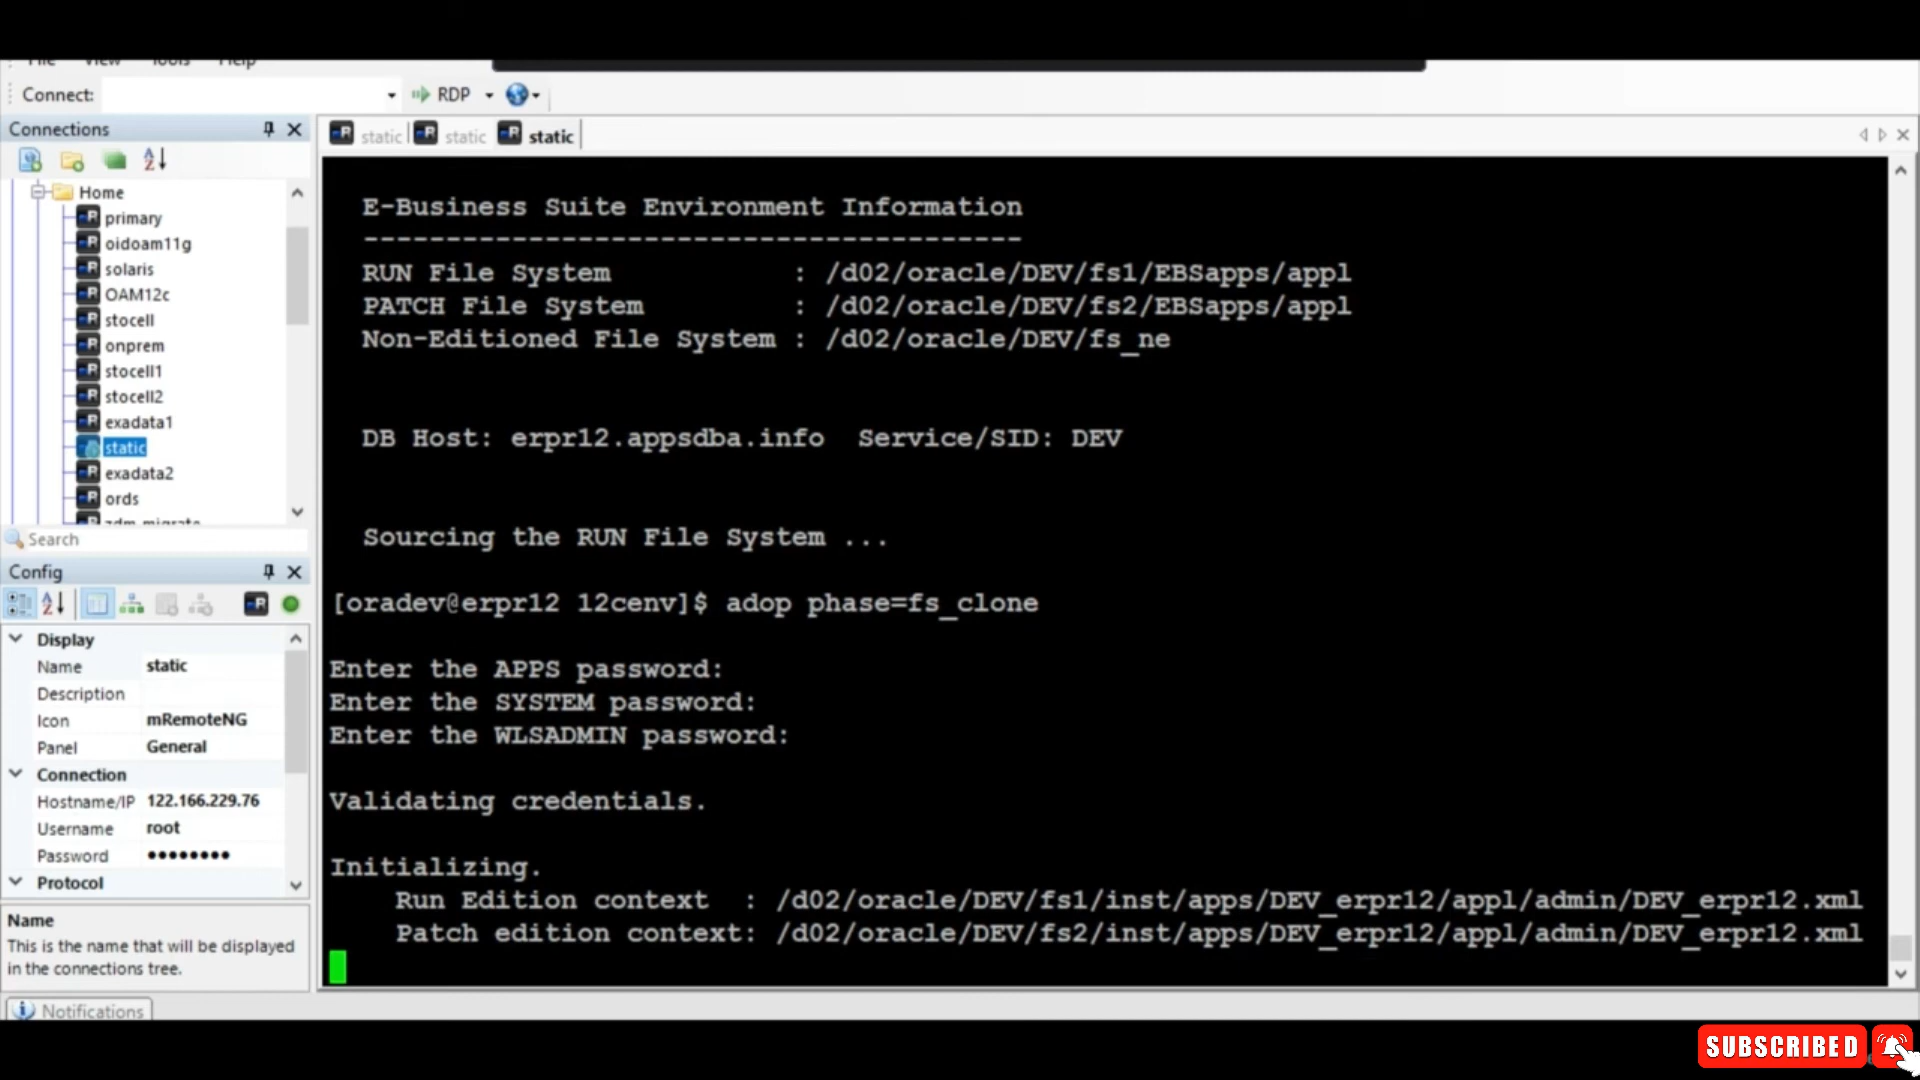 File View Tools Help
Connect: RDP
Connections
static static static
Home
primary
oidoam11g
solaris
OAM12c
stocell
onprem
stocell1
stocell2
exadata1
static
exadata2
ords
zdm_migrate
Search
Config
Display
Name static
Description
Icon mRemoteNG
Panel General
Connection
Hostname/IP 122.166.229.76
Username root
Password ●●●●●●●●
Protocol
Name
This is the name that will be displayed
in the connections tree.
Notifications
E-Business Suite Environment Information
----------------------------------------
RUN File System : /d02/oracle/DEV/fs1/EBSapps/appl
PATCH File System : /d02/oracle/DEV/fs2/EBSapps/appl
Non-Editioned File System : /d02/oracle/DEV/fs_ne
DB Host: erpr12.appsdba.info Service/SID: DEV
Sourcing the RUN File System ...
[oradev@erpr12 12cenv]$ adop phase=fs_clone
Enter the APPS password:
Enter the SYSTEM password:
Enter the WLSADMIN password:
Validating credentials.
Initializing.
Run Edition context : /d02/oracle/DEV/fs1/inst/apps/DEV_erpr12/appl/admin/DEV_erpr12.xml
Patch edition context: /d02/oracle/DEV/fs2/inst/apps/DEV_erpr12/appl/admin/DEV_erpr12.xml
SUBSCRIBED